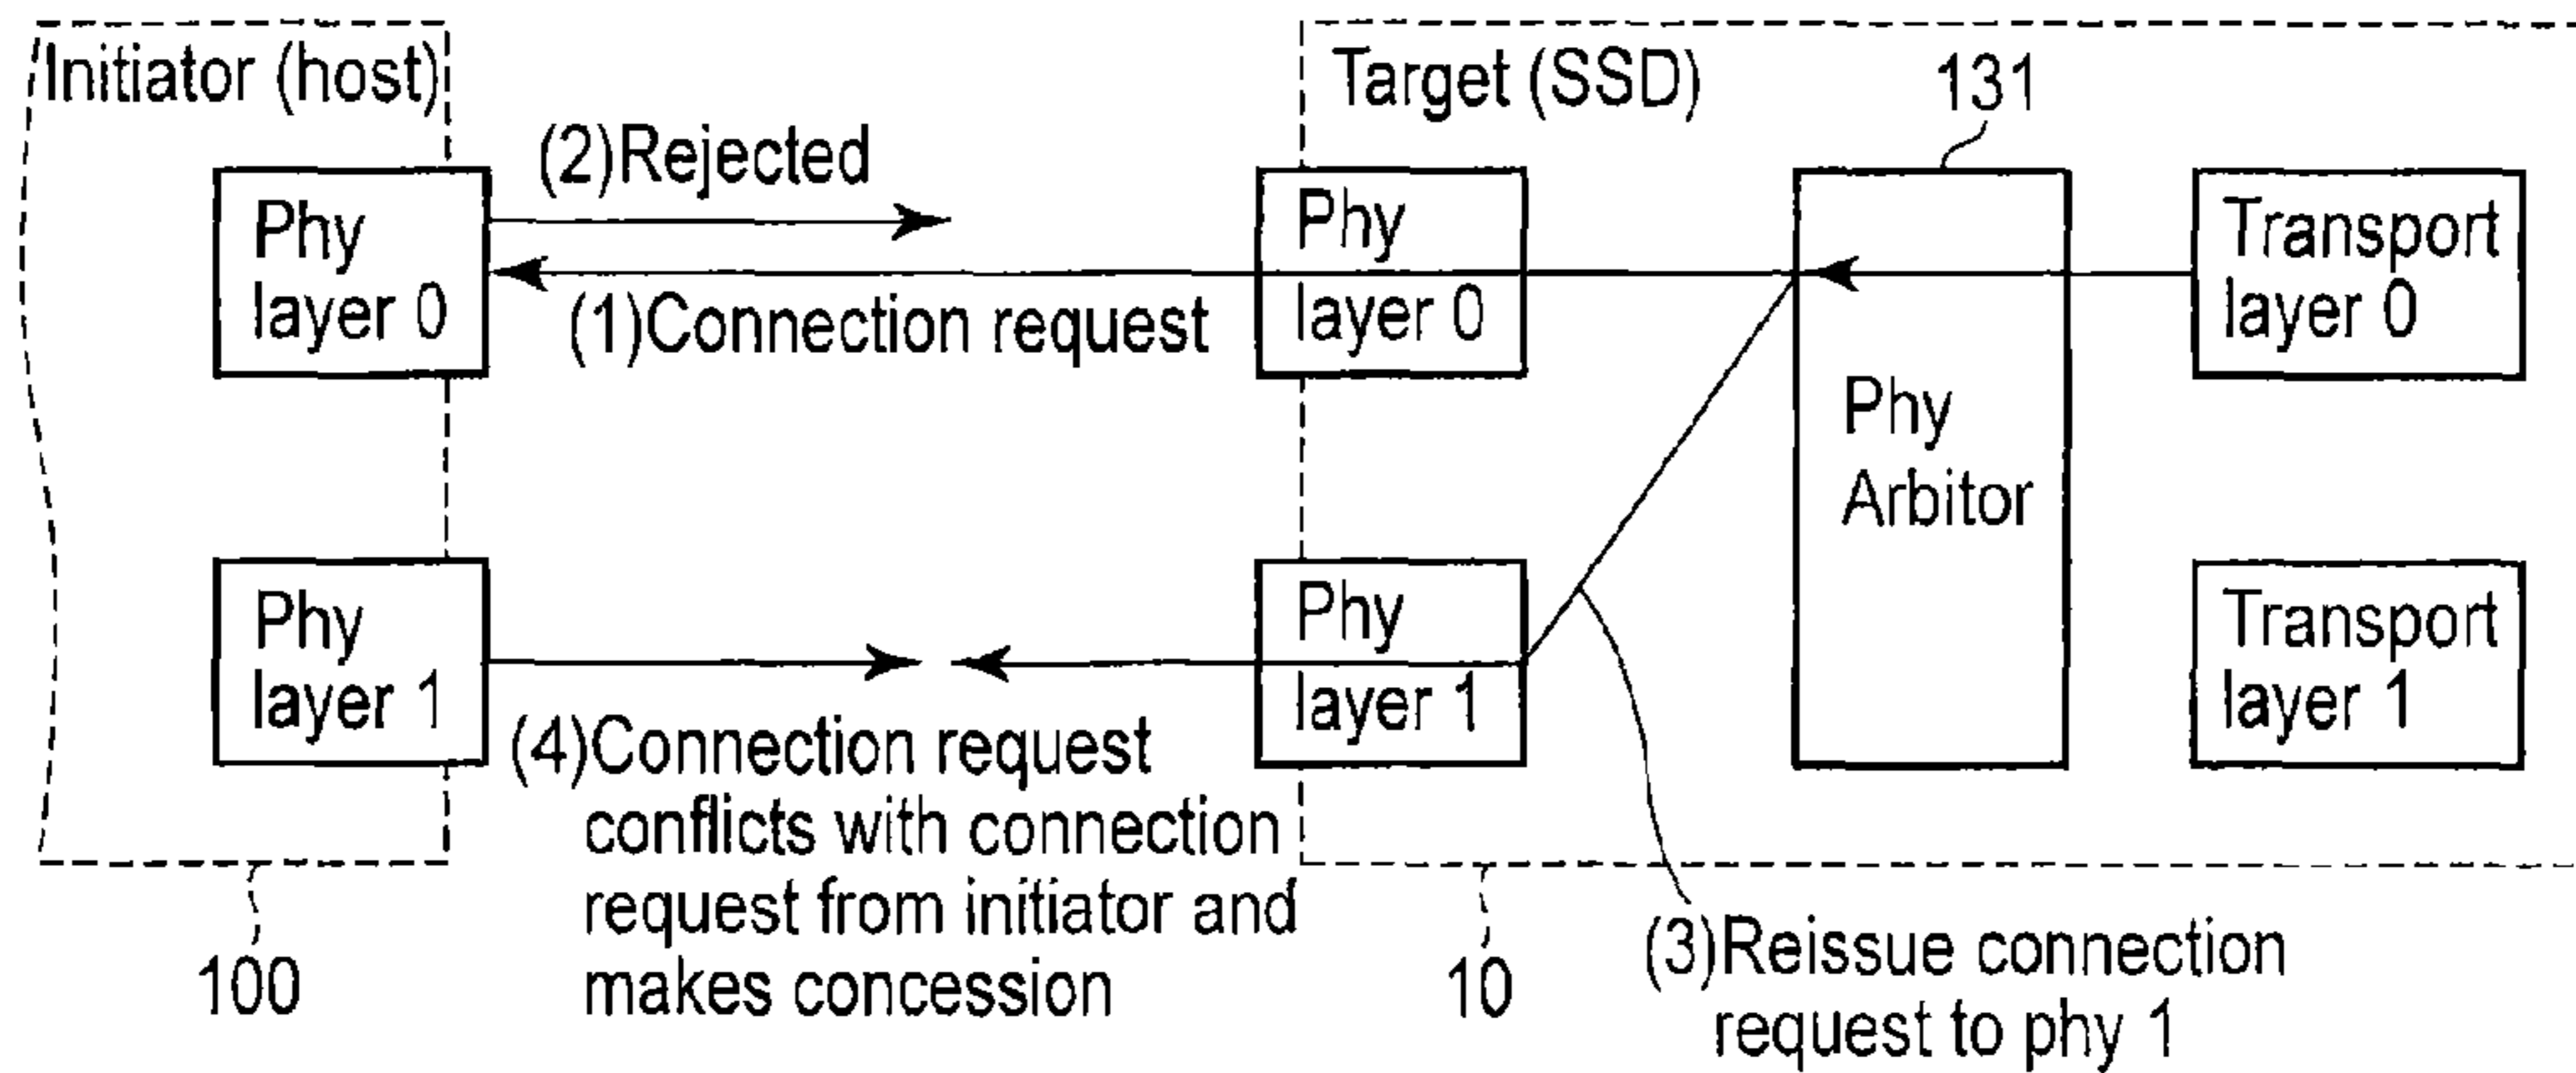 Initiator (host)
Target (SSD)
131
(2)Rejected
Phy
layer 0
(1)Connection request
Phy
layer 0
Phy
Arbitor
Transport
layer 0
Phy
layer 1
Phy
layer 1
Transport
layer 1
(4)Connection request
conflicts with connection
request from initiator and
makes concession
(3)Reissue connection
request to phy 1
100
10